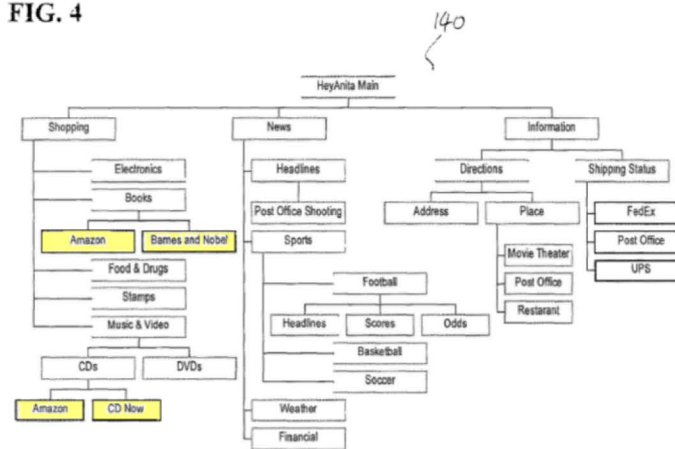 FIG. 4
140
HeyAnita Main
Shopping
News
Information
Electronics
Headlines
Directions
Shipping Status
Books
Post Office Shooting
Address
Place
FedEx
Amazon
Barnes and Nobel
Sports
Movie Theater
Post Office
Food & Drugs
Football
Post Office
UPS
Stamps
Restarant
Music & Video
Headlines
Scores
Odds
CDs
DVDs
Basketball
Soccer
Amazon
CD Now
Weather
Financial